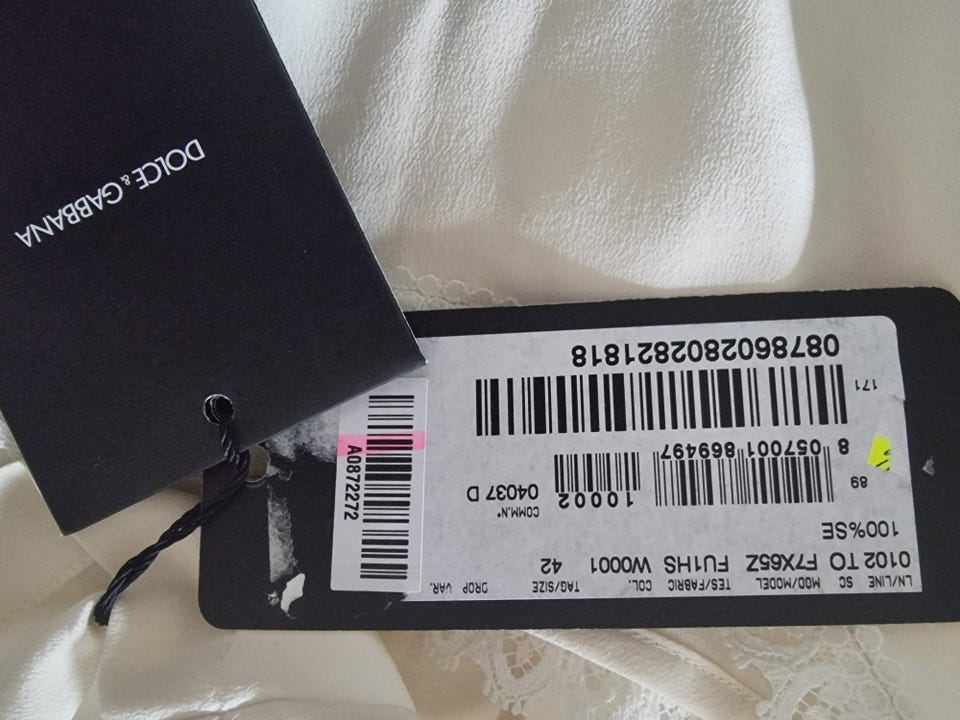 DOLCE & GABBANA
LN/LINE SC MOD/MODEL TES/FABRIC COL. TAG/SIZE DROP VAR.
0102 TO F7X65Z FU1HS W0001 42
100%SE
89
COMM.N° 04037 D
8 057001 869497
10002
171
0878602802821818
A0872272